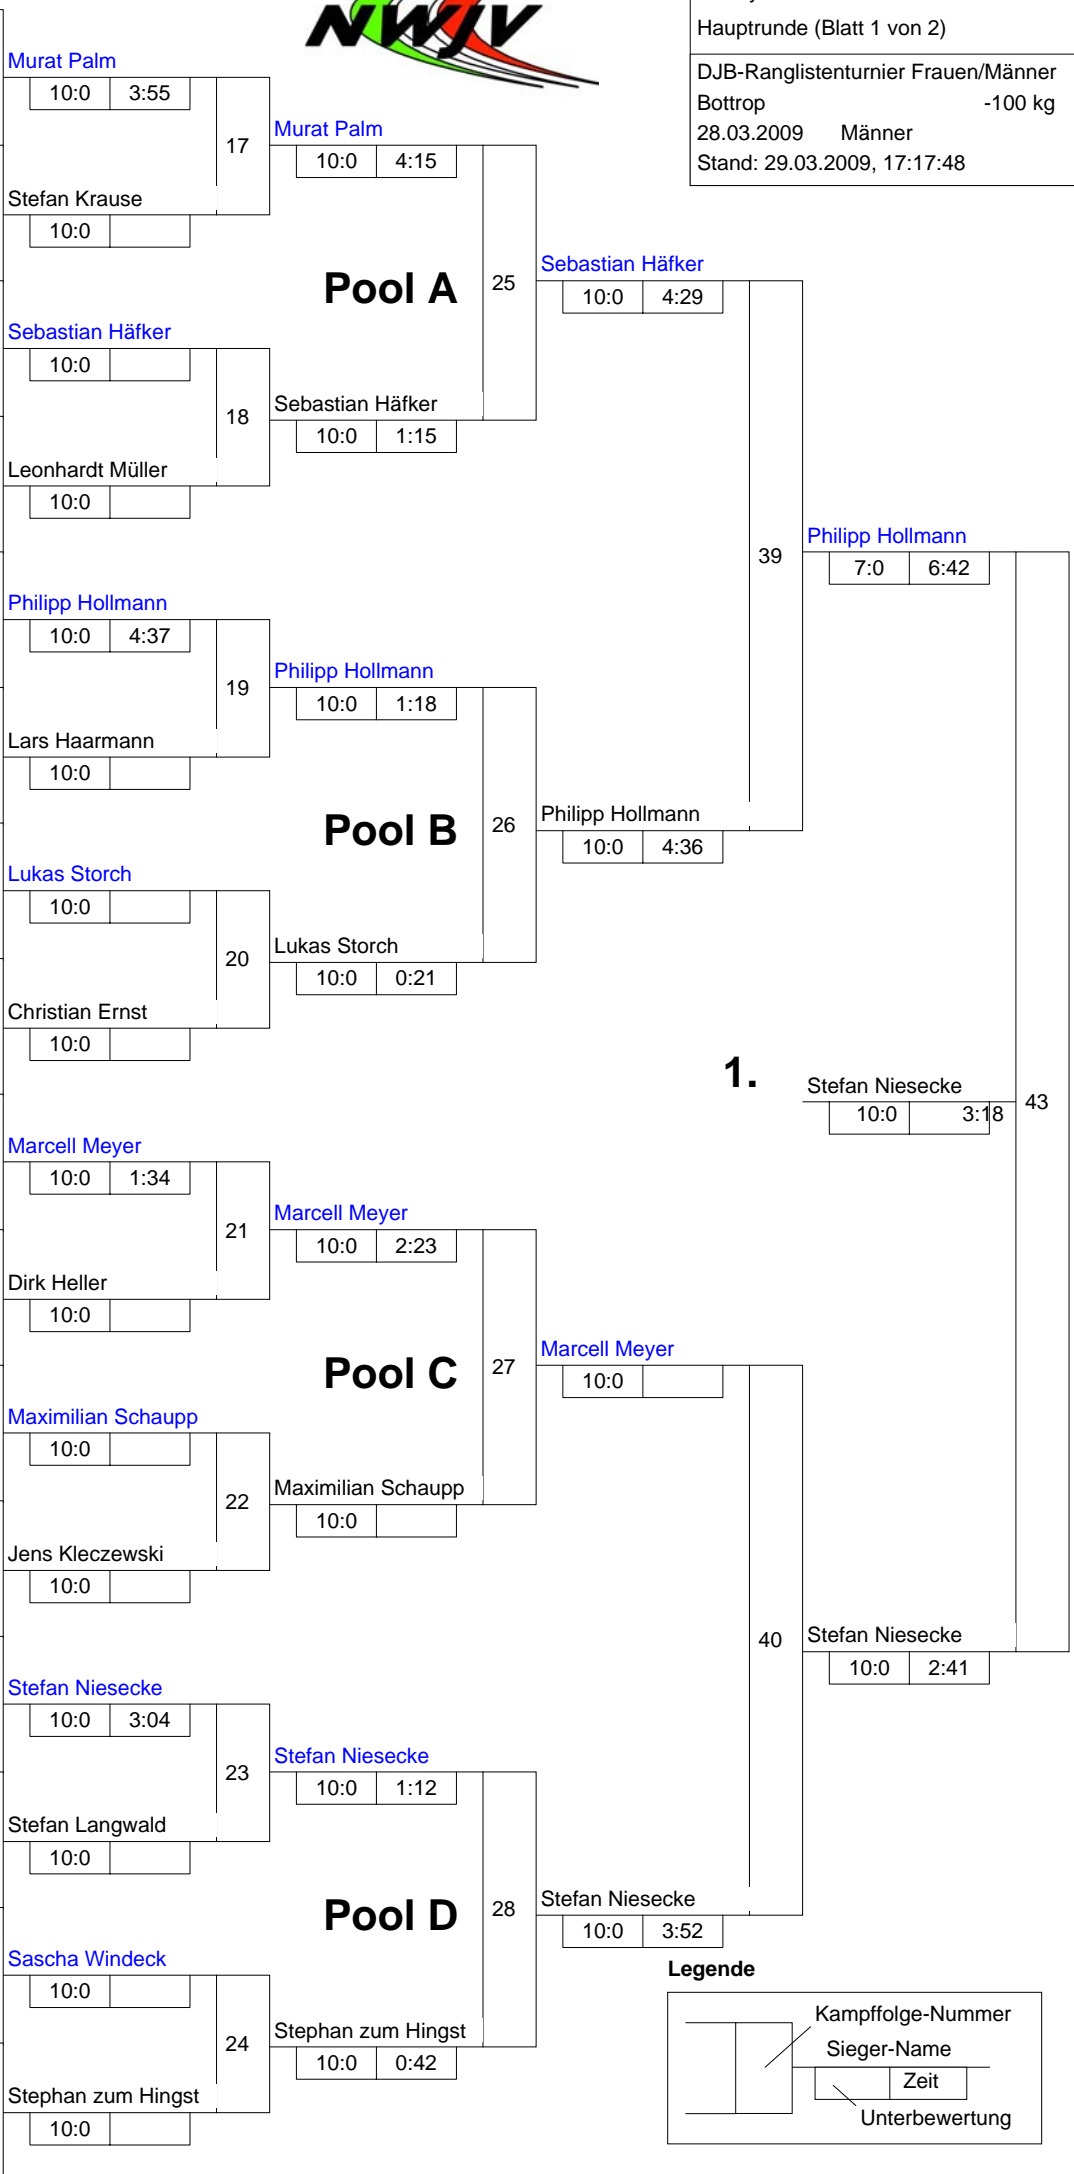 NWJV
Hauptrunde (Blatt 1 von 2)
DJB-Ranglistenturnier Frauen/Männer
Bottrop -100 kg
28.03.2009 Männer
Stand: 29.03.2009, 17:17:48
Murat Palm
10:0 3:55
17
Murat Palm
10:0 4:15
Stefan Krause
10:0
Pool A
25
Sebastian Häfker
10:0 4:29
Sebastian Häfker
10:0
18
Sebastian Häfker
10:0 1:15
Leonhardt Müller
10:0
39
Philipp Hollmann
7:0 6:42
Philipp Hollmann
10:0 4:37
19
Philipp Hollmann
10:0 1:18
Lars Haarmann
10:0
Pool B
26
Philipp Hollmann
10:0 4:36
Lukas Storch
10:0
20
Lukas Storch
10:0 0:21
Christian Ernst
10:0
1.
Stefan Niesecke
10:0 3:18
43
Marcell Meyer
10:0 1:34
21
Marcell Meyer
10:0 2:23
Dirk Heller
10:0
Pool C
27
Marcell Meyer
10:0
Maximilian Schaupp
10:0
22
Maximilian Schaupp
10:0
Jens Kleczewski
10:0
40
Stefan Niesecke
10:0 2:41
Stefan Niesecke
10:0 3:04
23
Stefan Niesecke
10:0 1:12
Stefan Langwald
10:0
Pool D
28
Stefan Niesecke
10:0 3:52
Sascha Windeck
10:0
24
Stephan zum Hingst
10:0 0:42
Stephan zum Hingst
10:0
Legende
Kampffolge-Nummer
Sieger-Name
Zeit
Unterbewertung